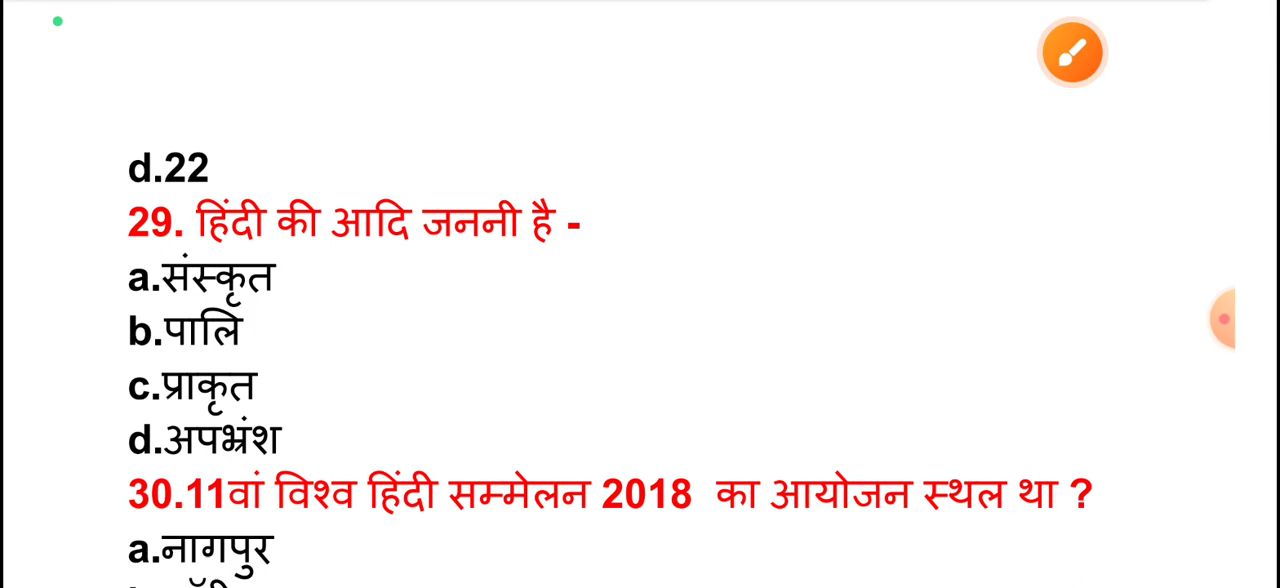 d.22
29. हिंदी की आदि जननी है -
a.संस्कृत
b.पालि
c.प्राकृत
d.अपभ्रंश
30.11वां विश्व हिंदी सम्मेलन 2018 का आयोजन स्थल था ?
a.नागपुर